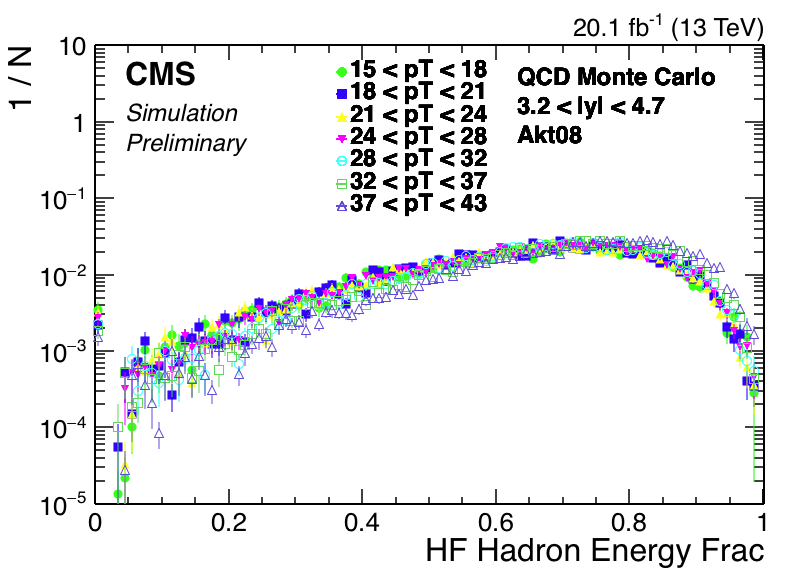 20.1 fb⁻¹ (13 TeV)
1 / N
CMS
Simulation
Preliminary
15 < pT < 18
18 < pT < 21
21 < pT < 24
24 < pT < 28
28 < pT < 32
32 < pT < 37
37 < pT < 43
QCD Monte Carlo
3.2 < |y| < 4.7
Akt08
10
1
10⁻¹
10⁻²
10⁻³
10⁻⁴
10⁻⁵
0 0.2 0.4 0.6 0.8 1
HF Hadron Energy Frac